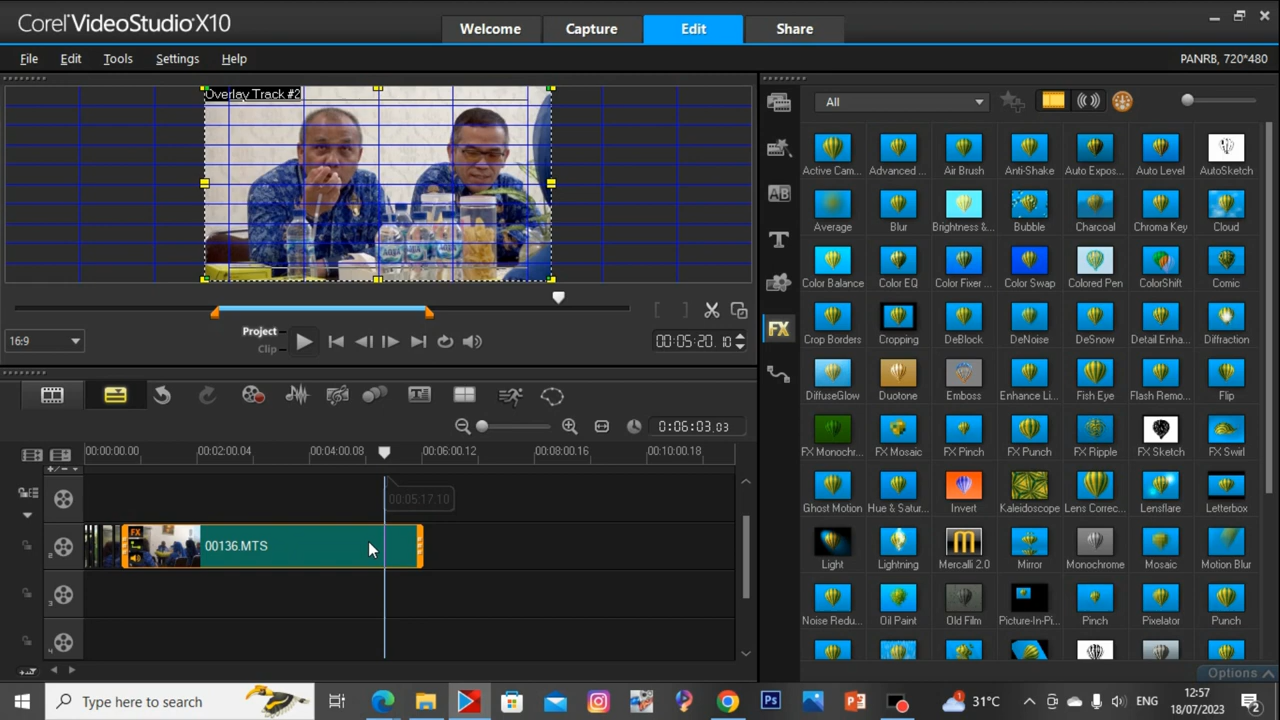 Corel VideoStudio X10
Welcome
Capture
Edit
Share
File
Edit
Tools
Settings
Help
PANRB, 720*480
Overlay Track #2
16:9
Project
Clip
00:05:20.10
All
Active Cam...
Advanced ...
Air Brush
Anti-Shake
Auto Expos...
Auto Level
AutoSketch
Average
Blur
Brightness &...
Bubble
Charcoal
Chroma Key
Cloud
Color Balance
Color EQ
Color Fixer ...
Color Swap
Colored Pen
ColorShift
Comic
Crop Borders
Cropping
DeBlock
DeNoise
DeSnow
Detail Enha...
Diffraction
DiffuseGlow
Duotone
Emboss
Enhance Li...
Fish Eye
Flash Remo...
Flip
FX Monochr...
FX Mosaic
FX Pinch
FX Punch
FX Ripple
FX Sketch
FX Swirl
Ghost Motion
Hue & Satur...
Invert
Kaleidoscope
Lens Correc...
Lensflare
Letterbox
Light
Lightning
Mercalli 2.0
Mirror
Monochrome
Mosaic
Motion Blur
Noise Redu...
Oil Paint
Old Film
Picture-In-Pi...
Pinch
Pixelator
Punch
Options
0:06:03.03
00:00:00.00
00:02:00.04
00:04:00.08
00:06:00.12
00:08:00.16
00:10:00.18
00:05:17.10
FX
00136.MTS
2
3
4
Type here to search
31°C
ENG
12:57
18/07/2023
2